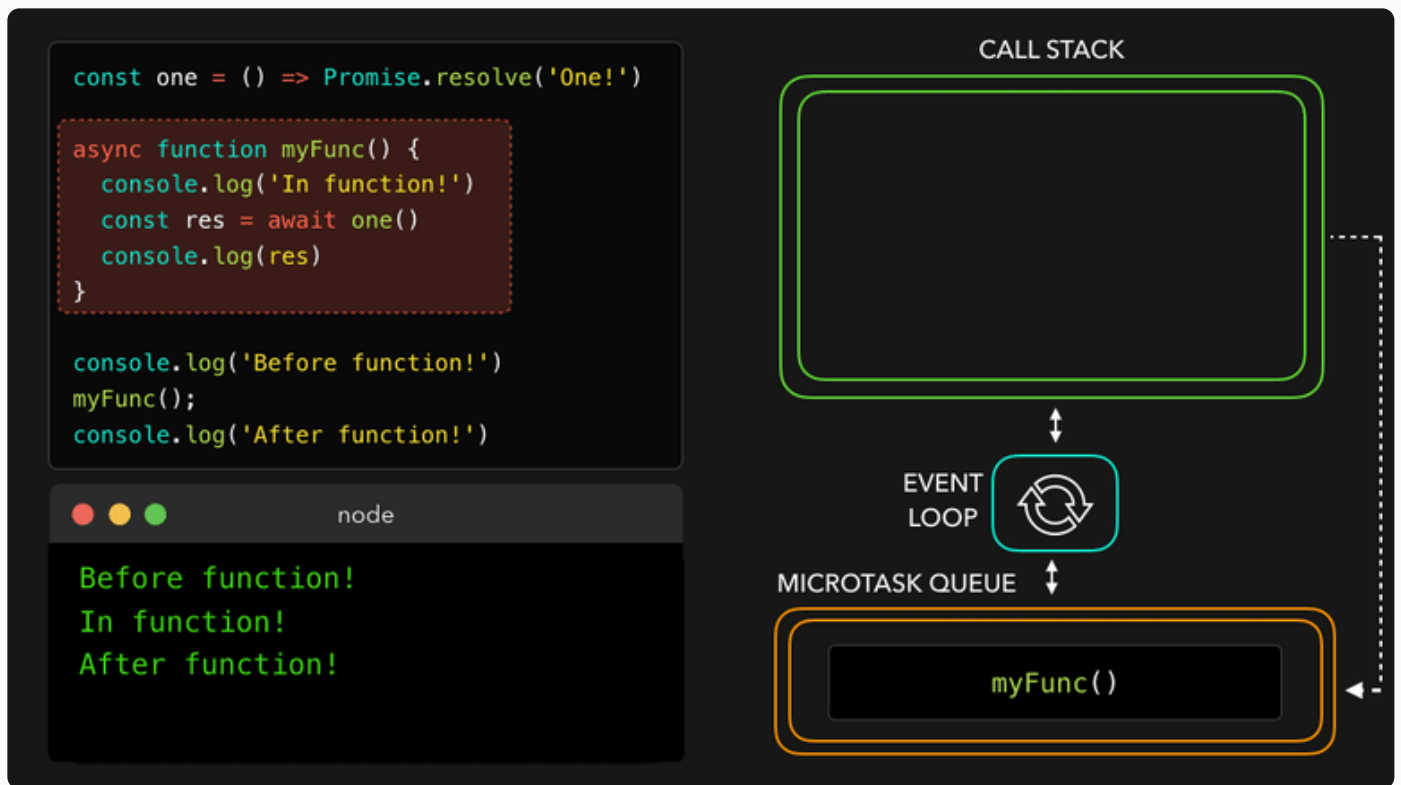 const one = () => Promise.resolve('One!')
async function myFunc() {
  console.log('In function!')
  const res = await one()
  console.log(res)
}
console.log('Before function!')
myFunc();
console.log('After function!')
node
Before function!
In function!
After function!
CALL STACK
EVENT
LOOP
MICROTASK QUEUE
myFunc()